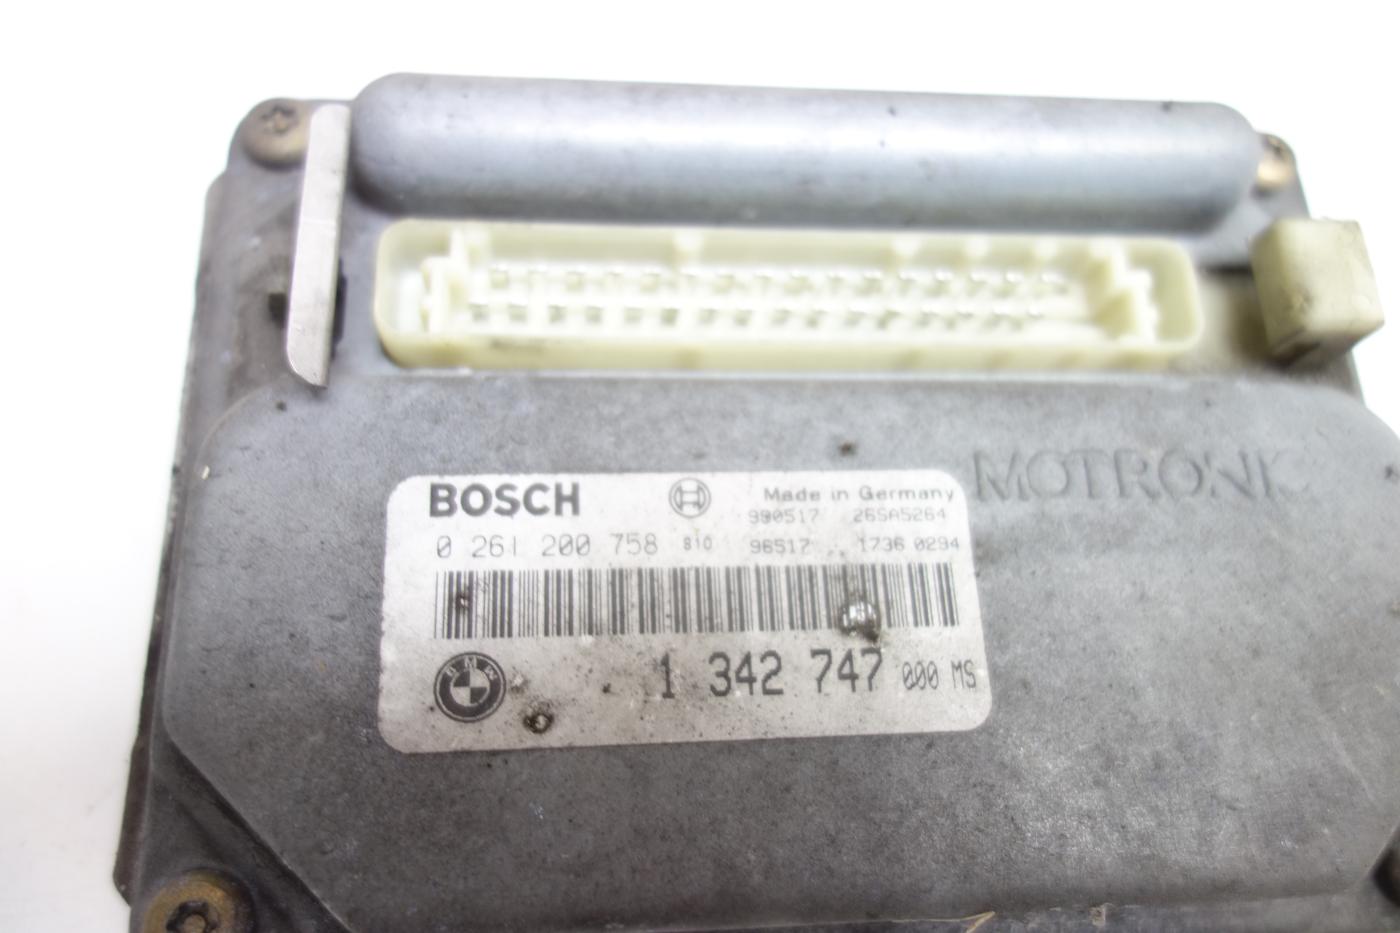 MOTRONIC
BOSCH Made in Germany
990517 26SA5264
0 261 200 758 810 96517 1736 0294
BMW
1 342 747 000 MS